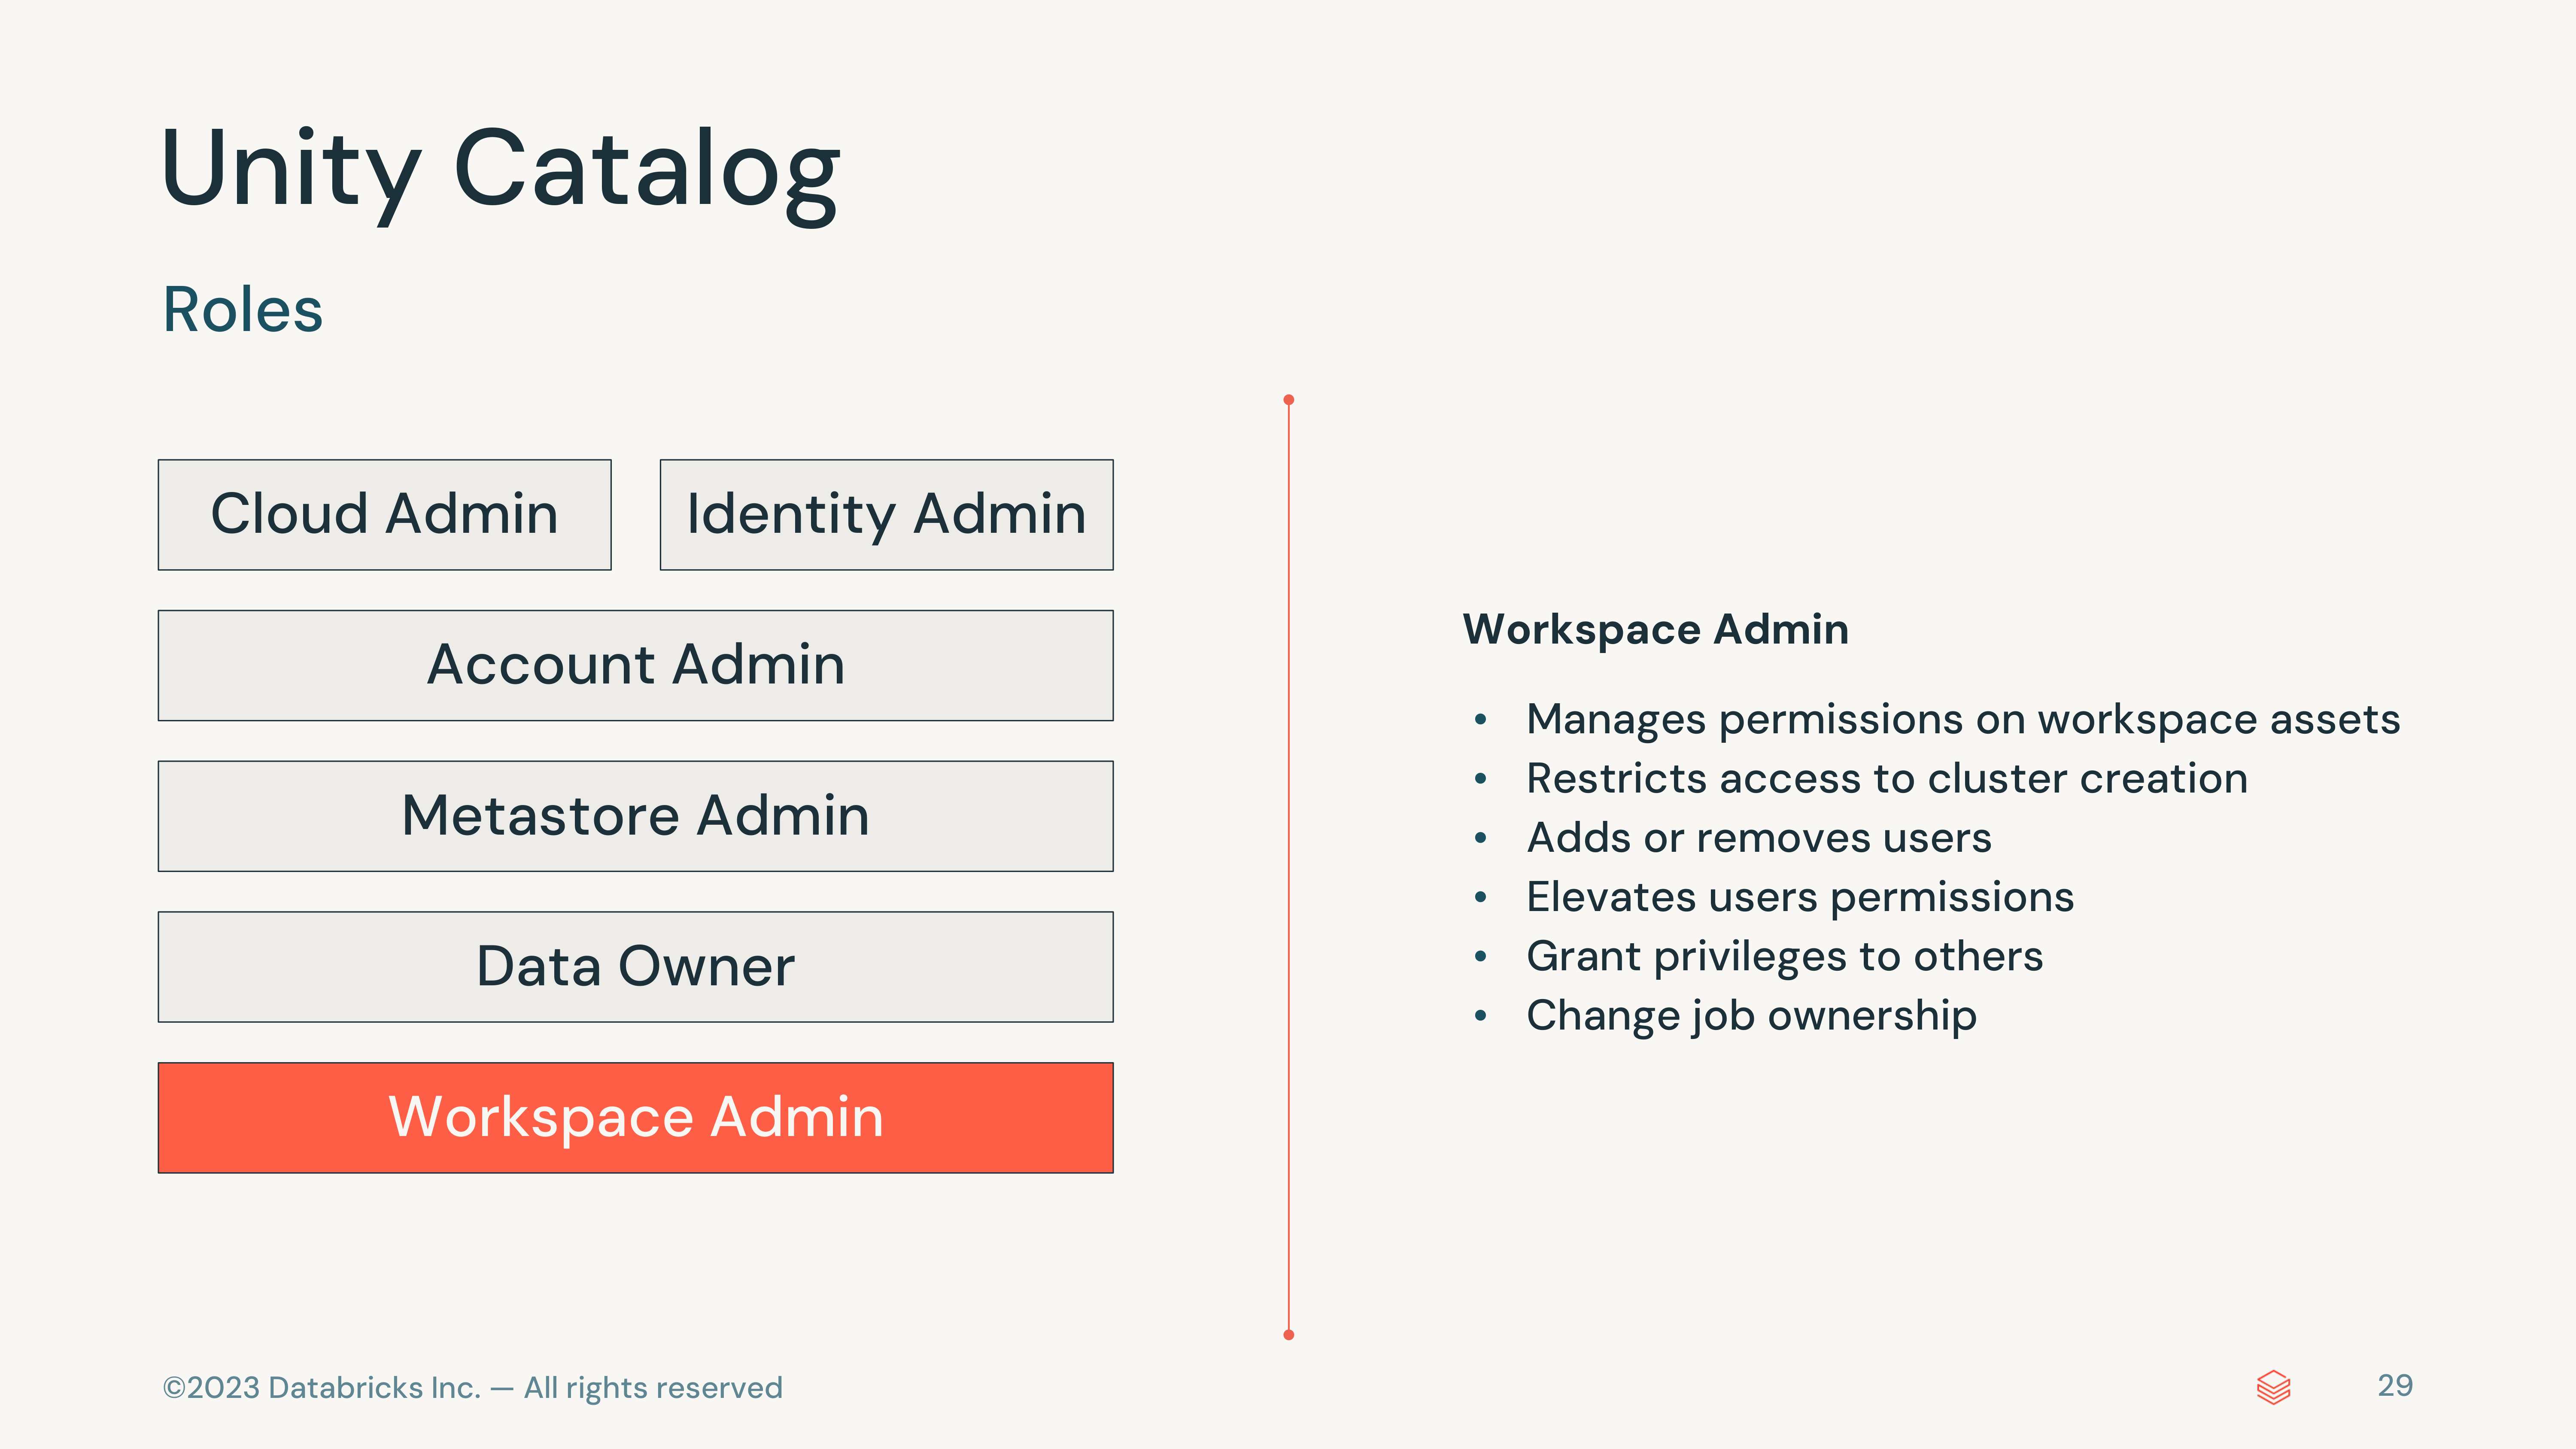 Unity Catalog
Roles
Cloud Admin
Identity Admin
Account Admin
Metastore Admin
Data Owner
Workspace Admin
Workspace Admin
• Manages permissions on workspace assets
• Restricts access to cluster creation
• Adds or removes users
• Elevates users permissions
• Grant privileges to others
• Change job ownership
©2023 Databricks Inc. — All rights reserved
29